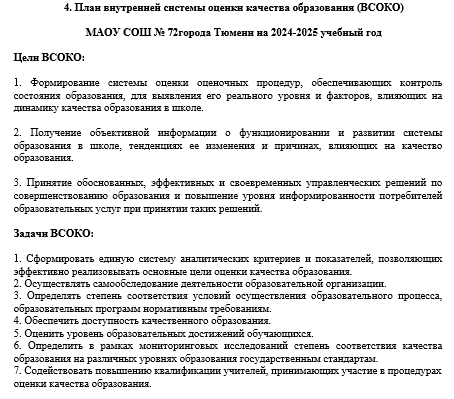 4. План внутренней системы оценки качества образования (ВСОКО)
МАОУ СОШ № 72города Тюмени на 2024-2025 учебный год
Цели ВСОКО:
1. Формирование системы оценки оценочных процедур, обеспечивающих контроль
состояния образования, для выявления его реального уровня и факторов, влияющих на
динамику качества образования в школе.
2. Получение объективной информации о функционировании и развитии системы
образования в школе, тенденциях ее изменения и причинах, влияющих на качество
образования.
3. Принятие обоснованных, эффективных и своевременных управленческих решений по
совершенствованию образования и повышение уровня информированности потребителей
образовательных услуг при принятии таких решений.
Задачи ВСОКО:
1. Сформировать единую систему аналитических критериев и показателей, позволяющих
эффективно реализовывать основные цели оценки качества образования.
2. Осуществлять самообследование деятельности образовательной организации.
3. Определять степень соответствия условий осуществления образовательного процесса,
образовательных программ нормативным требованиям.
4. Обеспечить доступность качественного образования.
5. Оценить уровень образовательных достижений обучающихся.
6. Определить в рамках мониторинговых исследований степень соответствия качества
образования на различных уровнях образования государственным стандартам.
7. Содействовать повышению квалификации учителей, принимающих участие в процедурах
оценки качества образования.